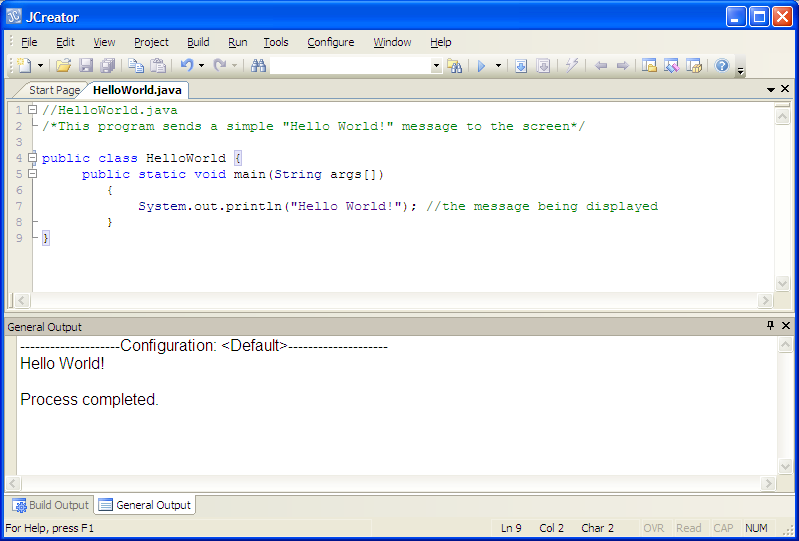 JCreator
File Edit View Project Build Run Tools Configure Window Help
Start Page HelloWorld.java
1 //HelloWorld.java
2 /*This program sends a simple "Hello World!" message to the screen*/
3
4 public class HelloWorld {
5 public static void main(String args[])
6 {
7 System.out.println("Hello World!"); //the message being displayed
8 }
9 }
General Output
--------------------Configuration: <Default>--------------------
Hello World!
Process completed.
Build Output General Output
For Help, press F1 Ln 9 Col 2 Char 2 OVR Read CAP NUM